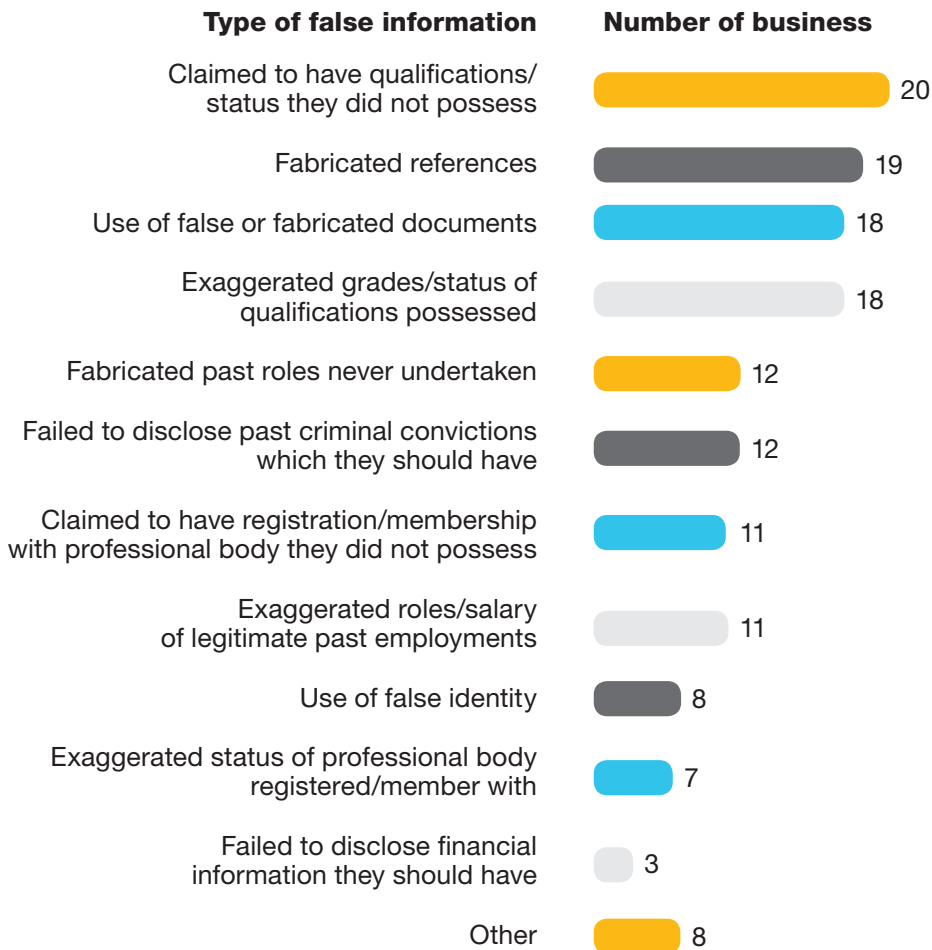 Type of false information Number of business
Claimed to have qualifications/
status they did not possess
20
Fabricated references
19
Use of false or fabricated documents
18
Exaggerated grades/status of
qualifications possessed
18
Fabricated past roles never undertaken
12
Failed to disclose past criminal convictions
which they should have
12
Claimed to have registration/membership
with professional body they did not possess
11
Exaggerated roles/salary
of legitimate past employments
11
Use of false identity
8
Exaggerated status of professional body
registered/member with
7
Failed to disclose financial
information they should have
3
Other
8